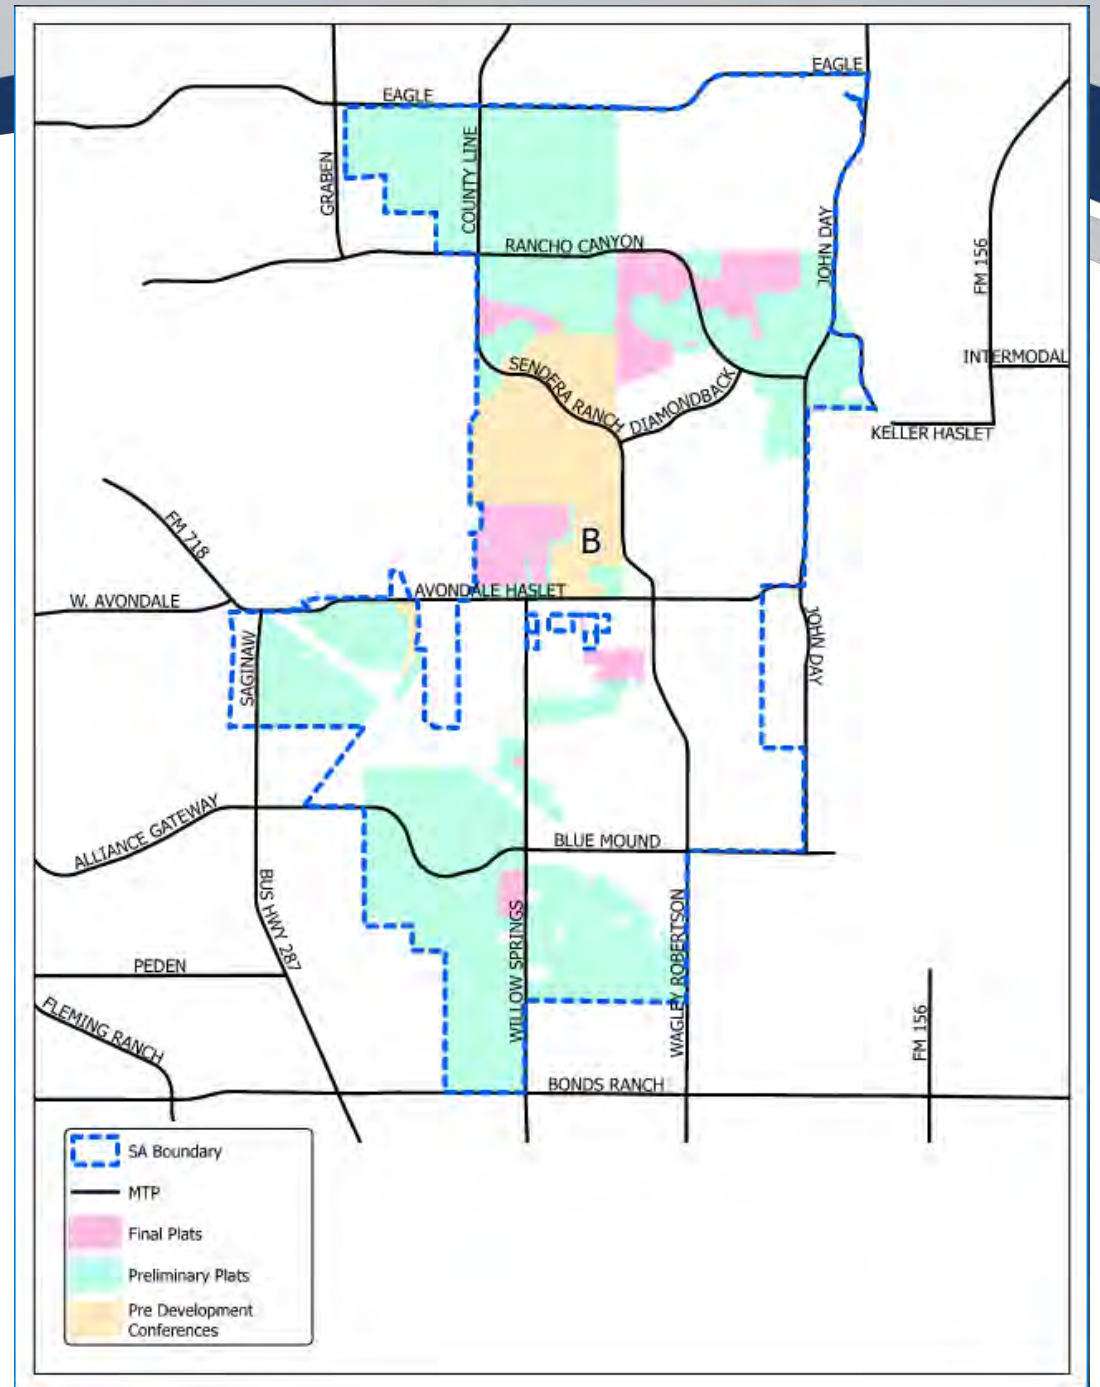 EAGLE
EAGLE
GRABEN
COUNTY LINE
JOHN DAY
RANCHO CANYON
FM 156
INTERMODAL
SENDERA RANCH
DIAMONDBACK
KELLER HASLET
FM 718
B
AVONDALE HASLET
W. AVONDALE
SAGINAW
JOHN DAY
ALLIANCE GATEWAY
BLUE MOUND
BUS HWY 287
WILLOW SPRINGS
WAGLEY ROBERTSON
PEDEN
FLEMING RANCH
FM 156
BONDS RANCH
SA Boundary
MTP
Final Plats
Preliminary Plats
Pre Development
Conferences